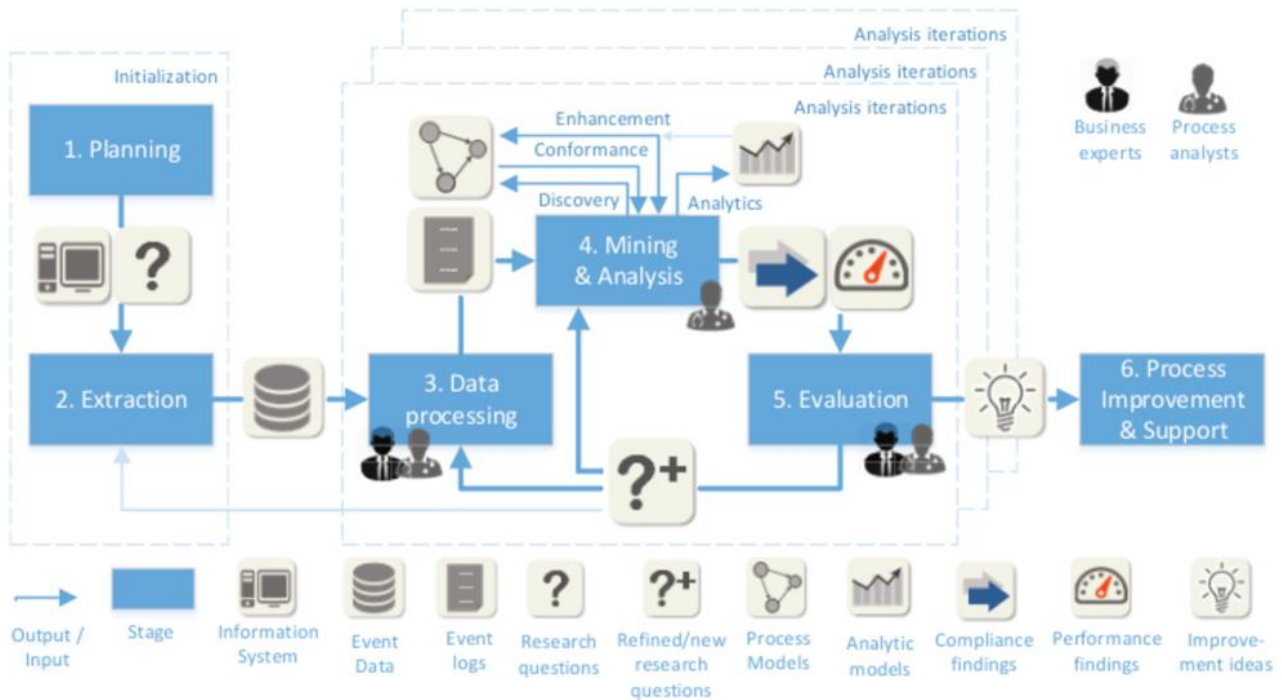 Analysis iterations
Initialization
Analysis iterations
Analysis iterations
Enhancement
Conformance
Discovery
Analytics
Business
experts
Process
analysts
1. Planning
?
4. Mining
& Analysis
2. Extraction
3. Data
processing
5. Evaluation
6. Process
Improvement
& Support
?+
? ?+
Output /
Input
Stage
Information
System
Event
Data
Event
logs
Research
questions
Refined/new
research
questions
Process
Models
Analytic
models
Compliance
findings
Performance
findings
Improve-
ment ideas